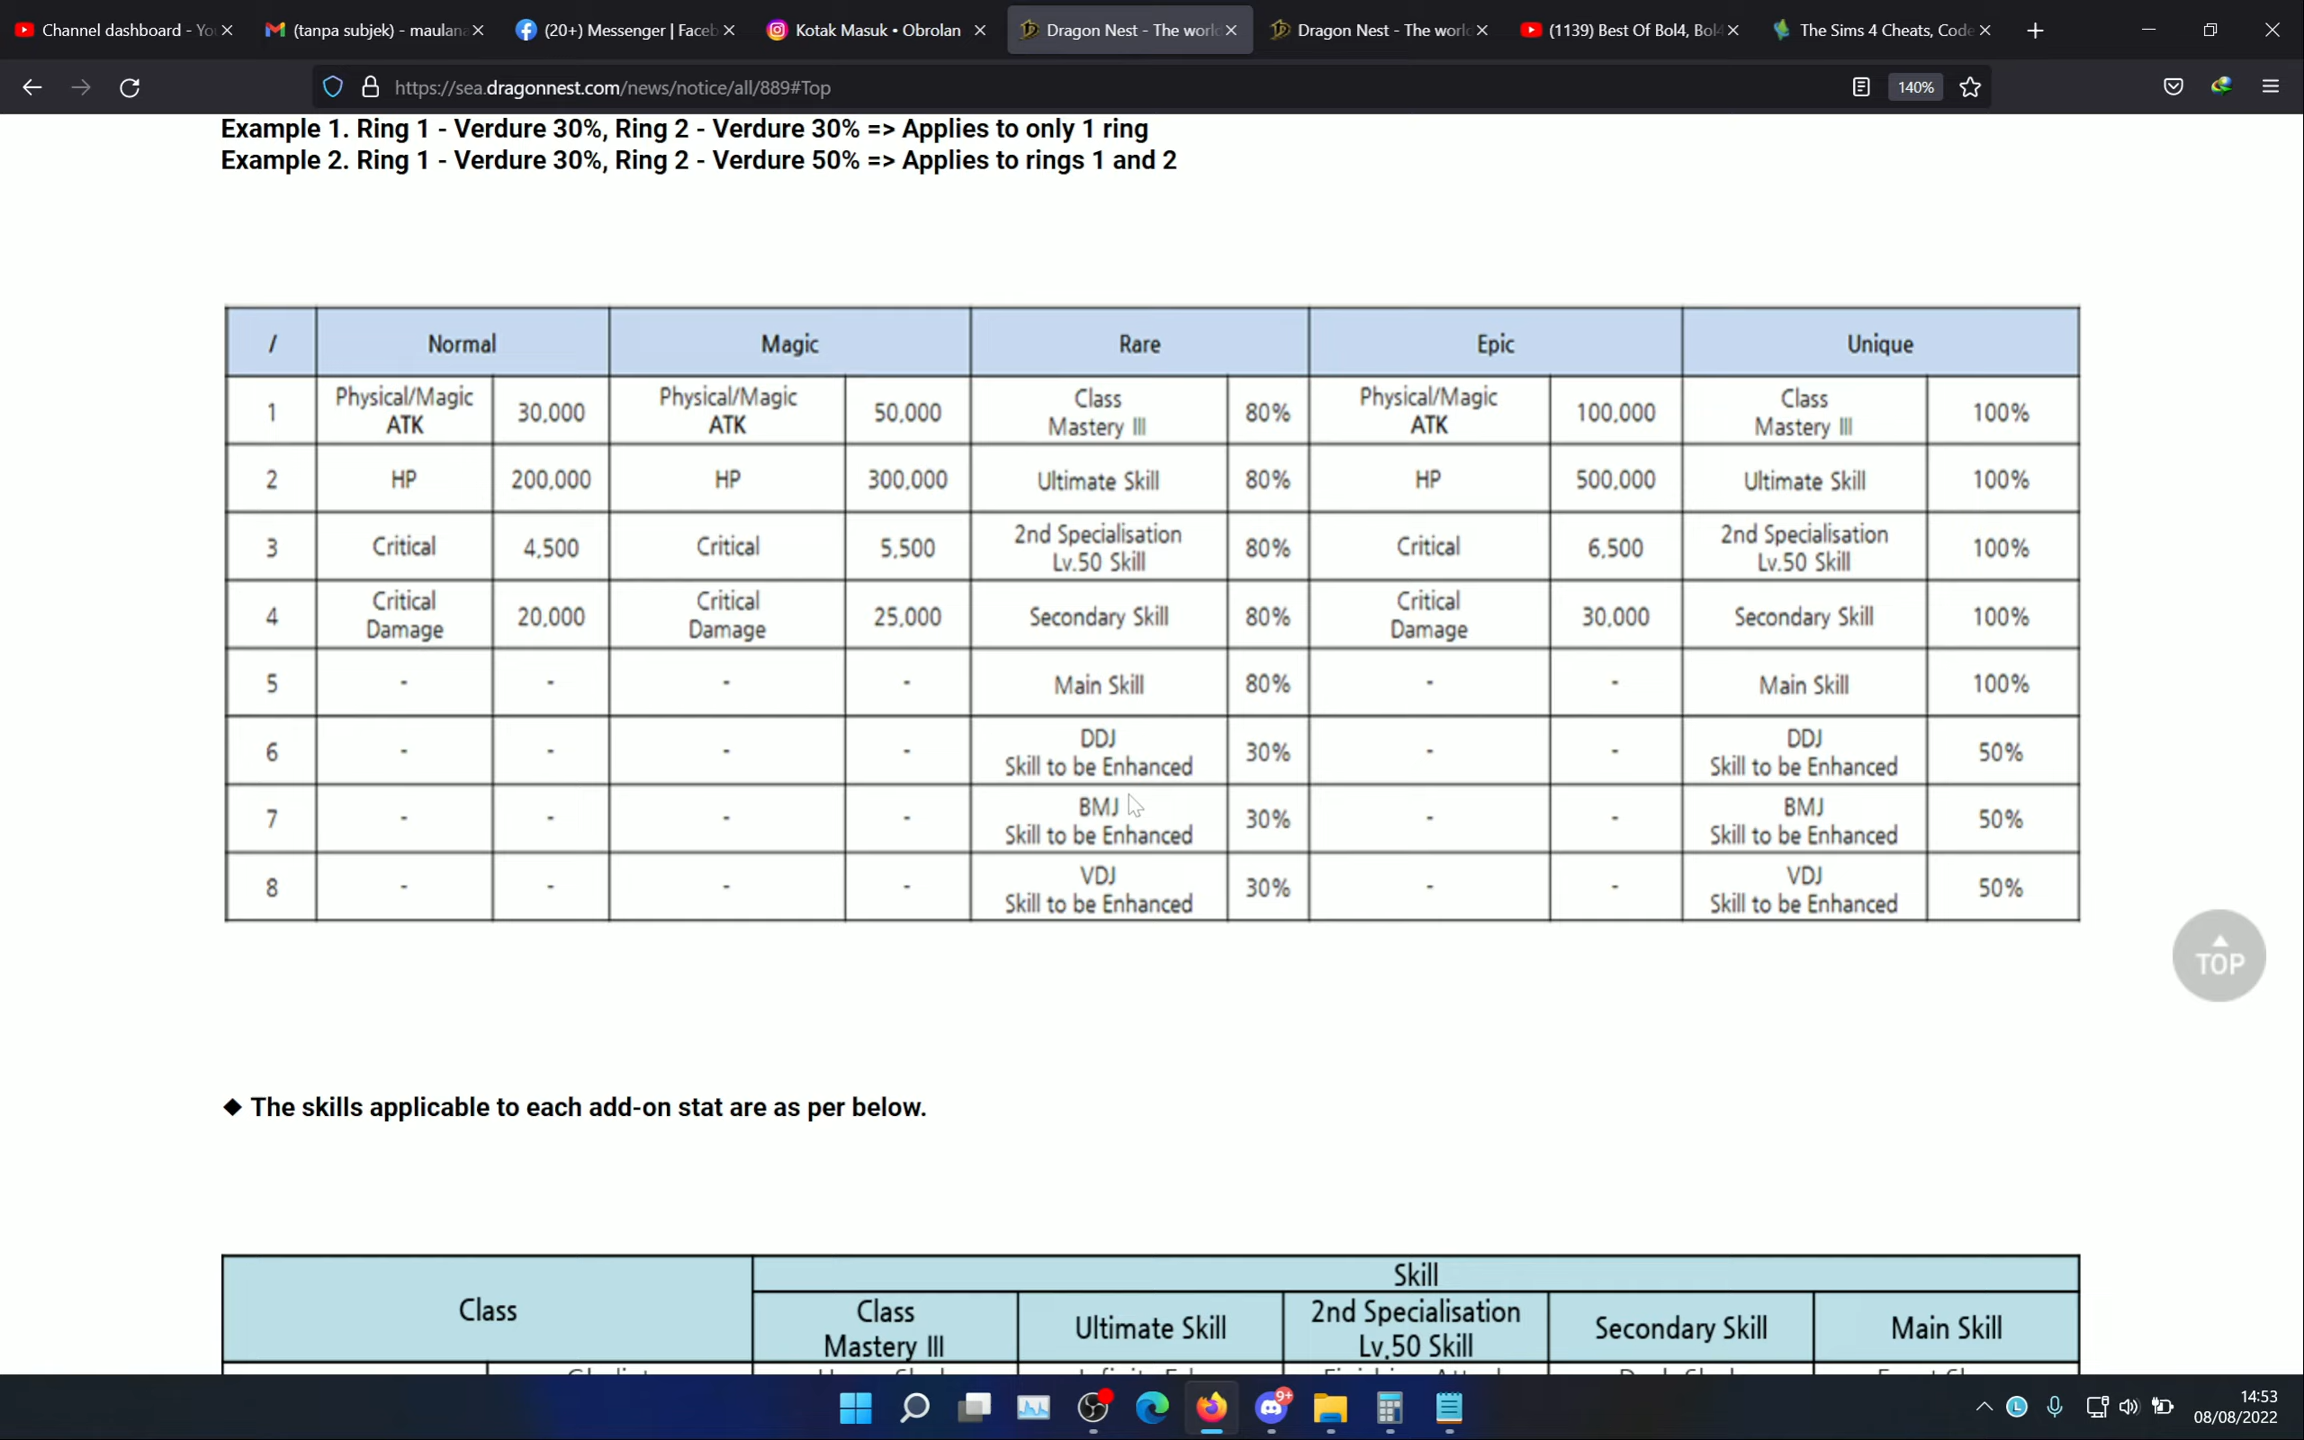 Channel dashboard - Yo
(tanpa subjek) - maulana
(20+) Messenger | Faceb
Kotak Masuk • Obrolan
Dragon Nest - The worl
Dragon Nest - The world
(1139) Best Of Bol4, Bol4
The Sims 4 Cheats, Code
https://sea.dragonnest.com/news/notice/all/889#Top
140%
Example 1. Ring 1 - Verdure 30%, Ring 2 - Verdure 30% => Applies to only 1 ring
Example 2. Ring 1 - Verdure 30%, Ring 2 - Verdure 50% => Applies to rings 1 and 2
/ Normal Magic Rare Epic Unique
1 Physical/Magic ATK 30,000 Physical/Magic ATK 50,000 Class Mastery III 80% Physical/Magic ATK 100,000 Class Mastery III 100%
2 HP 200,000 HP 300,000 Ultimate Skill 80% HP 500,000 Ultimate Skill 100%
3 Critical 4,500 Critical 5,500 2nd Specialisation Lv.50 Skill 80% Critical 6,500 2nd Specialisation Lv.50 Skill 100%
4 Critical Damage 20,000 Critical Damage 25,000 Secondary Skill 80% Critical Damage 30,000 Secondary Skill 100%
5 - - - - Main Skill 80% - - Main Skill 100%
6 - - - - DDJ Skill to be Enhanced 30% - - DDJ Skill to be Enhanced 50%
7 - - - - BMJ Skill to be Enhanced 30% - - BMJ Skill to be Enhanced 50%
8 - - - - VDJ Skill to be Enhanced 30% - - VDJ Skill to be Enhanced 50%
TOP
◆ The skills applicable to each add-on stat are as per below.
Skill
Class
Class Mastery III
Ultimate Skill
2nd Specialisation Lv.50 Skill
Secondary Skill
Main Skill
9+
14:53
08/08/2022